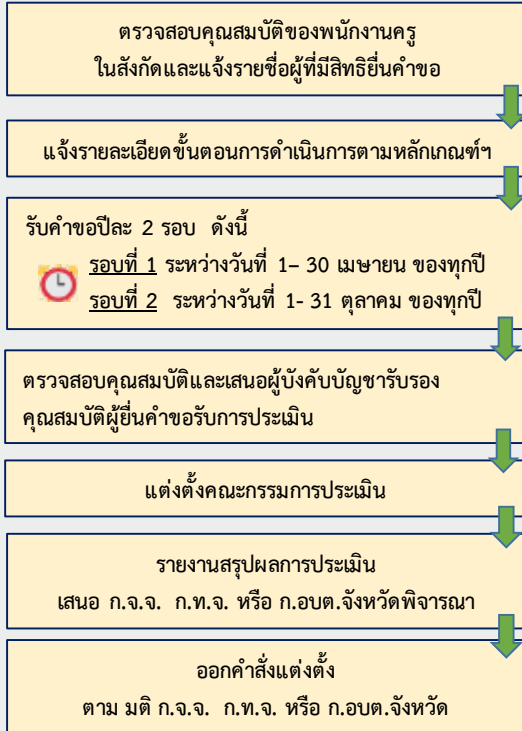 ตรวจสอบคุณสมบัติของพนักงานครู
ในสังกัดและแจ้งรายชื่อผู้ที่มีสิทธิยื่นคำขอ
แจ้งรายละเอียดขั้นตอนการดำเนินการตามหลักเกณฑ์ฯ
รับคำขอปีละ 2 รอบ ดังนี้
รอบที่ 1 ระหว่างวันที่ 1– 30 เมษายน ของทุกปี
รอบที่ 2 ระหว่างวันที่ 1- 31 ตุลาคม ของทุกปี
ตรวจสอบคุณสมบัติและเสนอผู้บังคับบัญชารับรอง
คุณสมบัติผู้ยื่นคำขอรับการประเมิน
แต่งตั้งคณะกรรมการประเมิน
รายงานสรุปผลการประเมิน
เสนอ ก.จ.จ. ก.ท.จ. หรือ ก.อบต.จังหวัดพิจารณา
ออกคำสั่งแต่งตั้ง
ตาม มติ ก.จ.จ. ก.ท.จ. หรือ ก.อบต.จังหวัด